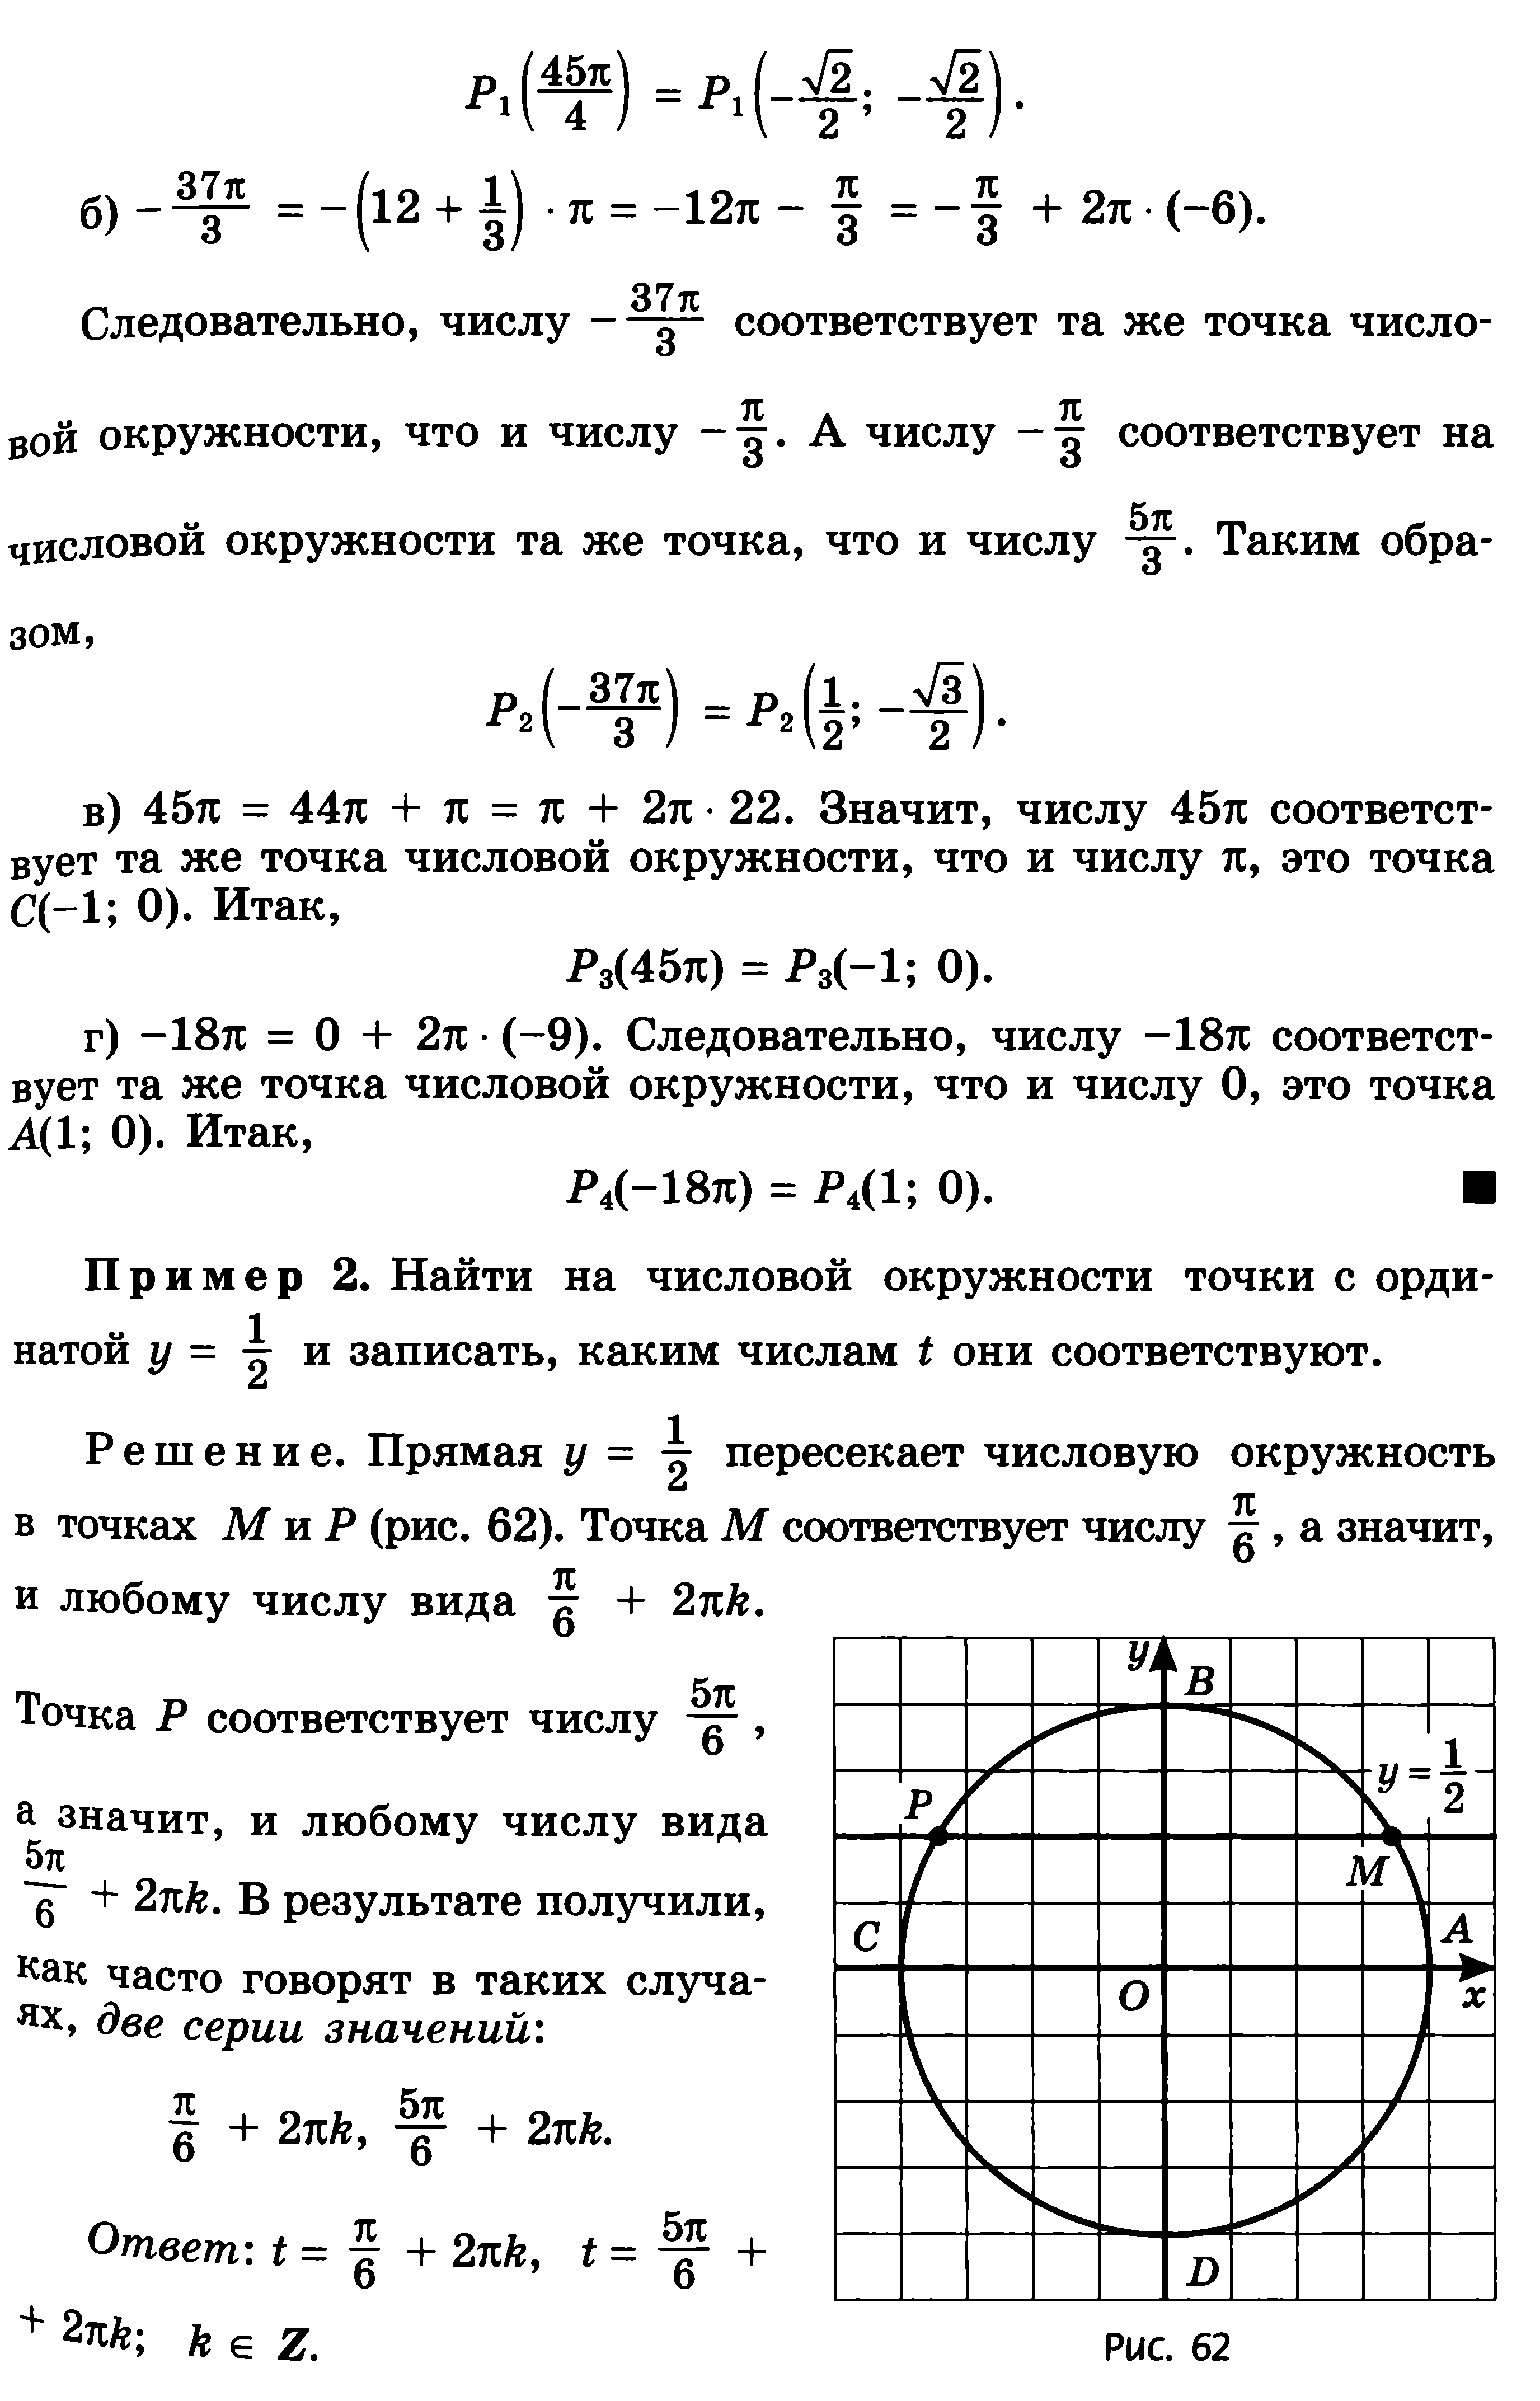 P₁(45π/4) = P₁(−√2/2; −√2/2).
б) −37π/3 = −(12 + 1/3) · π = −12π − π/3 = −π/3 + 2π · (−6).
Следовательно, числу −37π/3 соответствует та же точка число-
вой окружности, что и числу −π/3. А числу −π/3 соответствует на
числовой окружности та же точка, что и числу 5π/3. Таким обра-
зом,
P₂(−37π/3) = P₂(1/2; −√3/2).
в) 45π = 44π + π = π + 2π · 22. Значит, числу 45π соответст-
вует та же точка числовой окружности, что и числу π, это точка
C(−1; 0). Итак,
P₃(45π) = P₃(−1; 0).
г) −18π = 0 + 2π · (−9). Следовательно, числу −18π соответст-
вует та же точка числовой окружности, что и числу 0, это точка
A(1; 0). Итак,
P₄(−18π) = P₄(1; 0). ■
Пример 2. Найти на числовой окружности точки с орди-
натой y = 1/2 и записать, каким числам t они соответствуют.
Решение. Прямая y = 1/2 пересекает числовую окружность
в точках M и P (рис. 62). Точка M соответствует числу π/6, а значит,
и любому числу вида π/6 + 2πk.
Точка P соответствует числу 5π/6,
а значит, и любому числу вида
5π/6 + 2πk. В результате получили,
как часто говорят в таких случа-
ях, две серии значений:
π/6 + 2πk, 5π/6 + 2πk.
Ответ: t = π/6 + 2πk, t = 5π/6 +
+ 2πk; k ∈ Z.
y
B
y = 1/2
P
M
C
A
O
x
D
Рис. 62